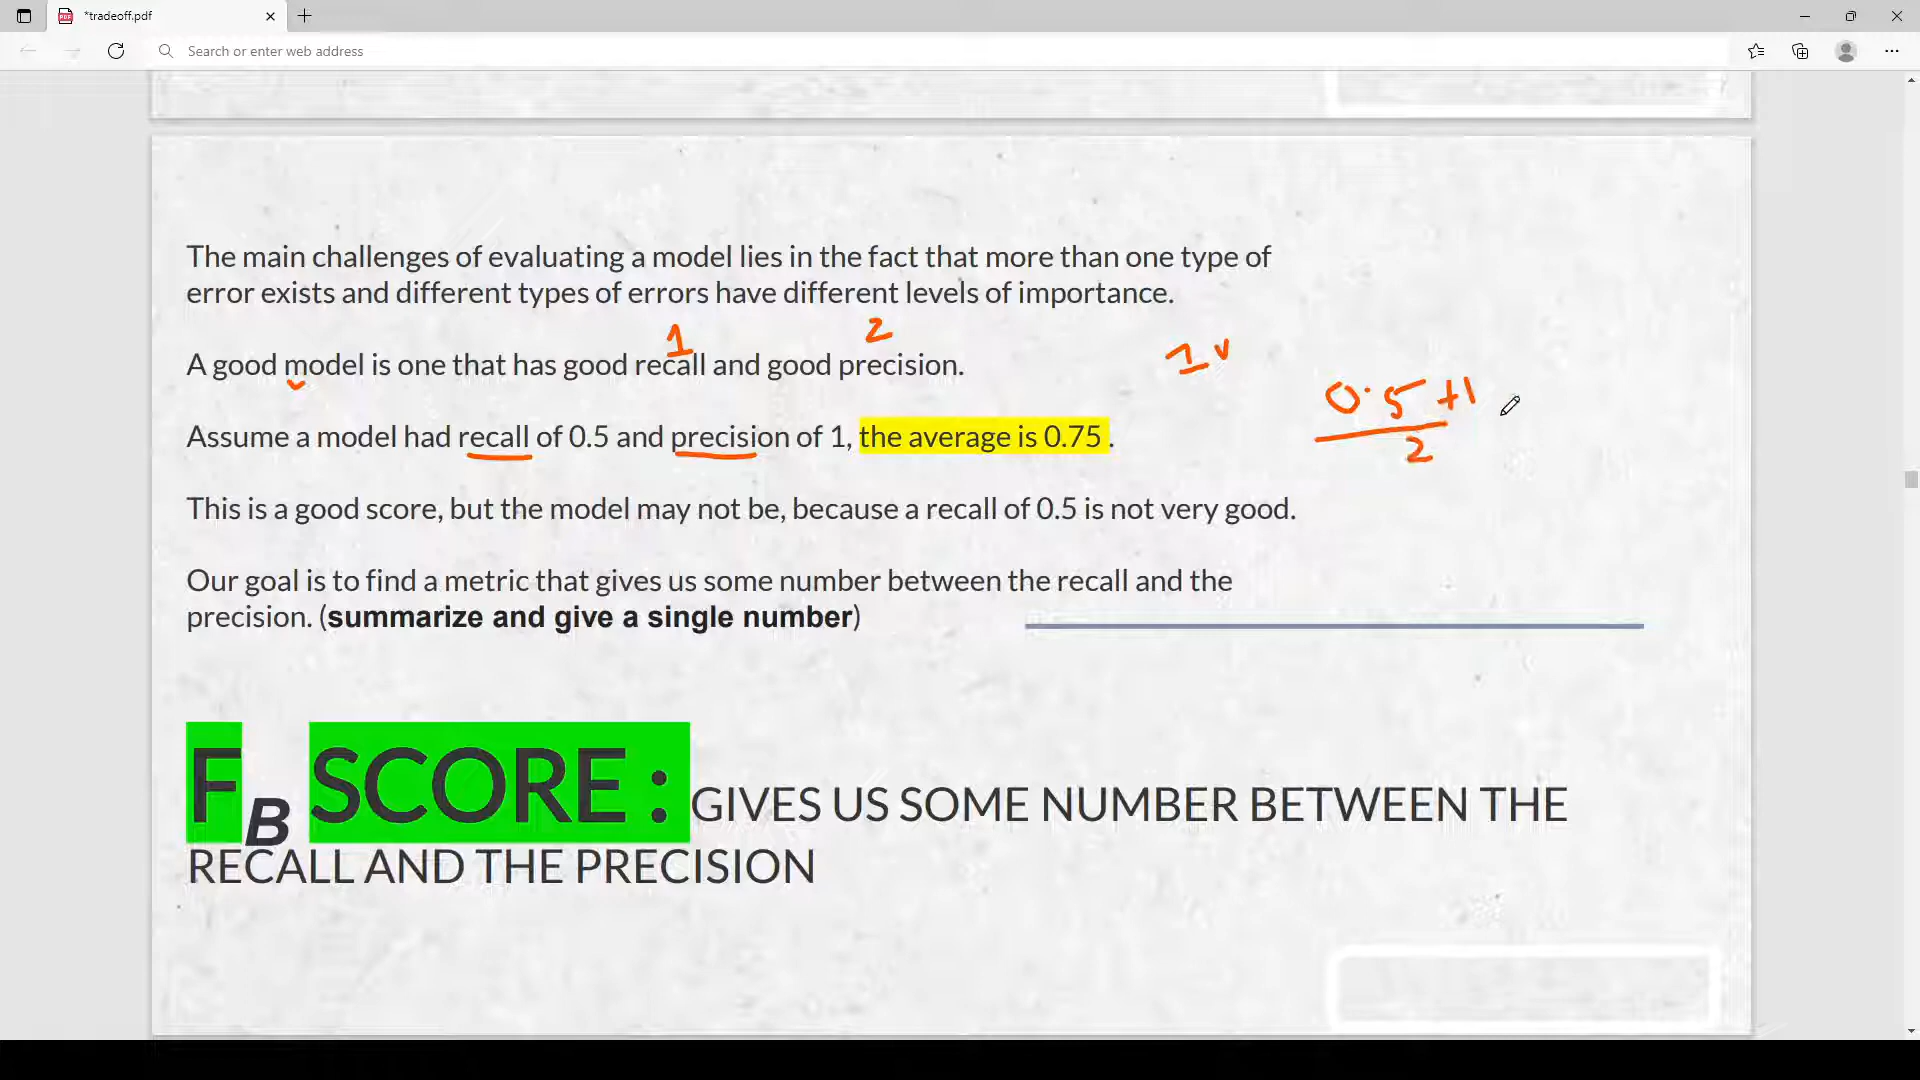 *tradeoff.pdf
Search or enter web address
The main challenges of evaluating a model lies in the fact that more than one type of
error exists and different types of errors have different levels of importance.
1 2
A good model is one that has good recall and good precision.
1
0.5 +1
2
Assume a model had recall of 0.5 and precision of 1, the average is 0.75 .
This is a good score, but the model may not be, because a recall of 0.5 is not very good.
Our goal is to find a metric that gives us some number between the recall and the
precision. (summarize and give a single number)
FB SCORE : GIVES US SOME NUMBER BETWEEN THE
RECALL AND THE PRECISION